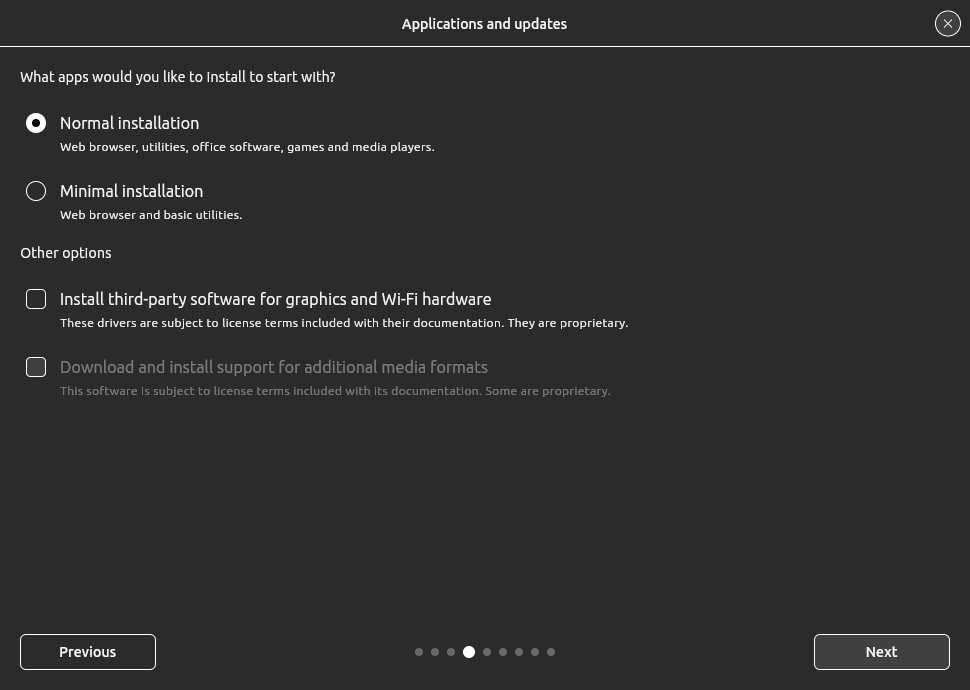 Applications and updates
What apps would you like to install to start with?
Normal installation
Web browser, utilities, office software, games and media players.
Minimal installation
Web browser and basic utilities.
Other options
Install third-party software for graphics and Wi-Fi hardware
These drivers are subject to license terms included with their documentation. They are proprietary.
Download and install support for additional media formats
This software is subject to license terms included with its documentation. Some are proprietary.
Previous
Next